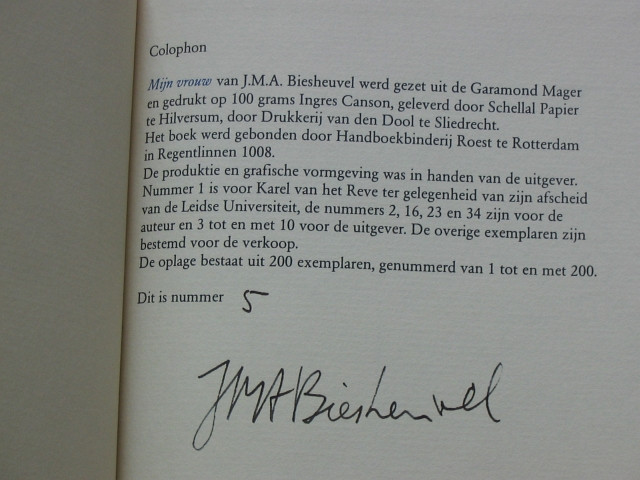 Colophon
Mijn vrouw van J.M.A. Biesheuvel werd gezet uit de Garamond Mager
en gedrukt op 100 grams Ingres Canson, geleverd door Schellal Papier
te Hilversum, door Drukkerij van den Dool te Sliedrecht.
Het boek werd gebonden door Handboekbinderij Roest te Rotterdam
in Regentlinnen 1008.
De produktie en grafische vormgeving was in handen van de uitgever.
Nummer 1 is voor Karel van het Reve ter gelegenheid van zijn afscheid
van de Leidse Universiteit, de nummers 2, 16, 23 en 34 zijn voor de
auteur en 3 tot en met 10 voor de uitgever. De overige exemplaren zijn
bestemd voor de verkoop.
De oplage bestaat uit 200 exemplaren, genummerd van 1 tot en met 200.
Dit is nummer 5
JMA Biesheuvel